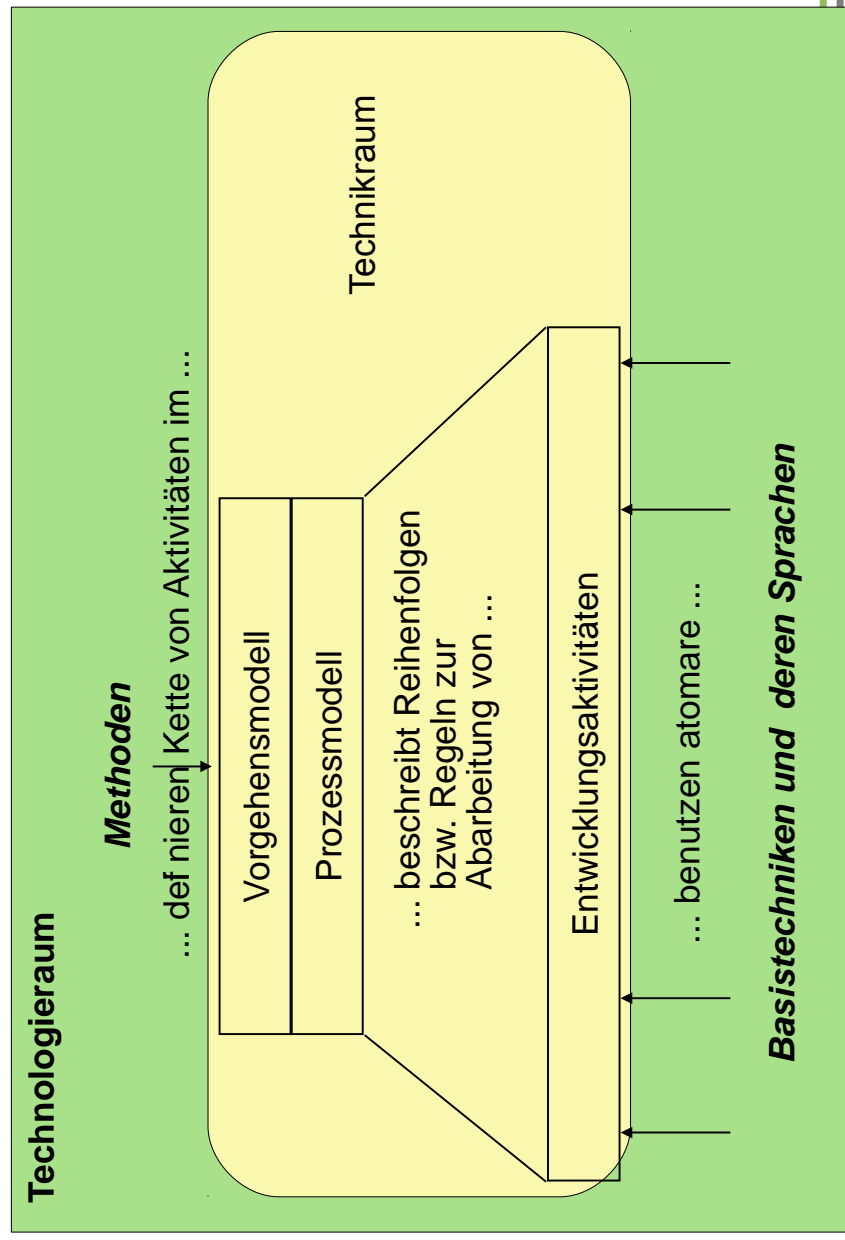 Technologieraum
Methoden
... def nieren Kette von Aktivitäten im ...
Vorgehensmodell
Prozessmodell
Technikraum
... beschreibt Reihenfolgen
bzw. Regeln zur
Abarbeitung von ...
Entwicklungsaktivitäten
... benutzen atomare ...
Basistechniken und deren Sprachen